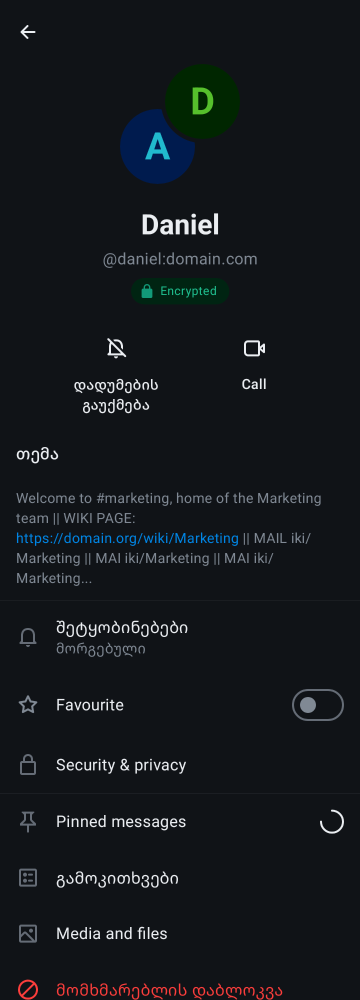 D
A
Daniel
@daniel:domain.com
Encrypted
დადუმების
გაუქმება
Call
თემა
Welcome to #marketing, home of the Marketing
team || WIKI PAGE:
https://domain.org/wiki/Marketing || MAIL iki/
Marketing || MAI iki/Marketing || MAI iki/
Marketing...
შეტყობინებები
მორგებული
Favourite
Security & privacy
Pinned messages
გამოკითხვები
Media and files
მომხმარებლის დაბლოკვა